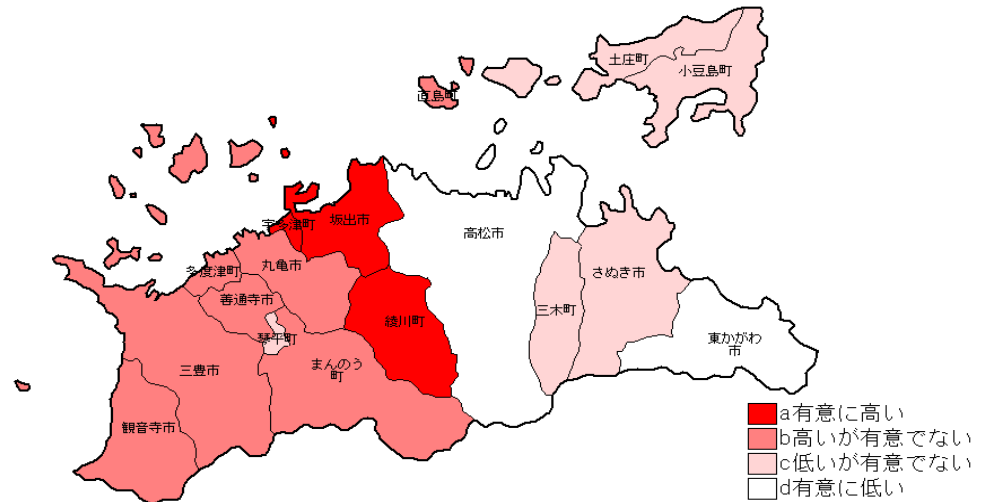 土庄町
小豆島町
直島町
宇多津町
坂出市
高松市
多度津町
丸亀市
さぬき市
善通寺市
三木町
綾川町
琴平町
東かがわ
市
まんのう
町
三豊市
観音寺市
a有意に高い
b高いが有意でない
c低いが有意でない
d有意に低い